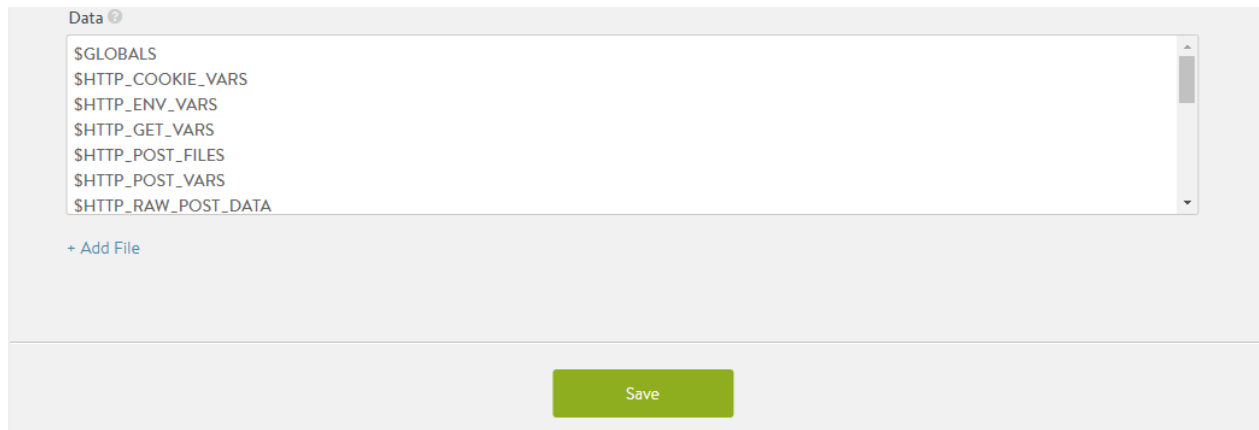 Data ?
$GLOBALS
$HTTP_COOKIE_VARS
$HTTP_ENV_VARS
$HTTP_GET_VARS
$HTTP_POST_FILES
$HTTP_POST_VARS
$HTTP_RAW_POST_DATA
+ Add File
Save